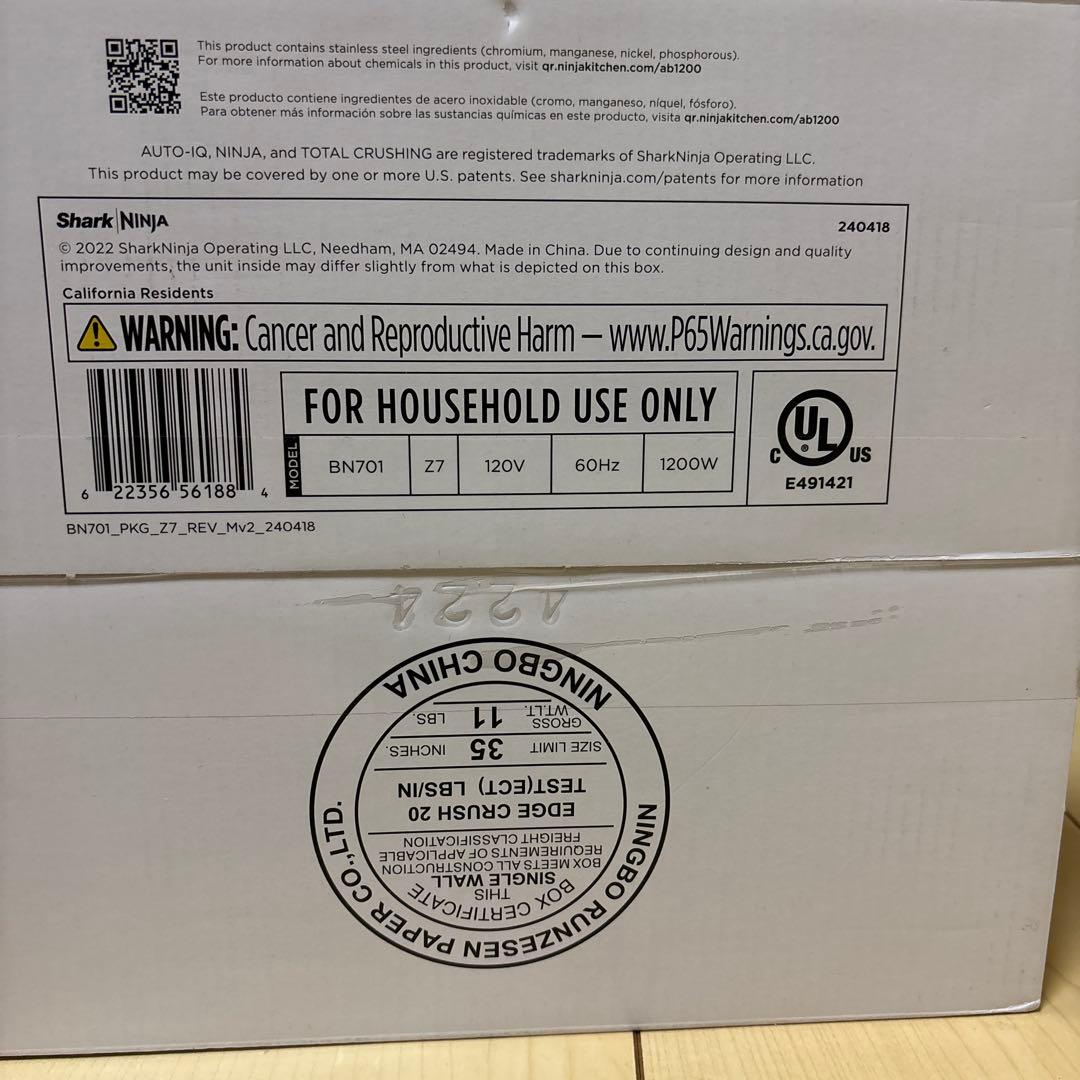 This product contains stainless steel ingredients (chromium, manganese, nickel, phosphorous).
For more information about chemicals in this product, visit qr.ninjakitchen.com/ab1200
Este producto contiene ingredientes de acero inoxidable (cromo, manganeso, níquel, fósforo).
Para obtener más información sobre las sustancias químicas en este producto, visita qr.ninjakitchen.com/ab1200
AUTO-IQ, NINJA, and TOTAL CRUSHING are registered trademarks of SharkNinja Operating LLC.
This product may be covered by one or more U.S. patents. See sharkninja.com/patents for more information
Shark NINJA
240418
© 2022 SharkNinja Operating LLC, Needham, MA 02494. Made in China. Due to continuing design and quality
improvements, the unit inside may differ slightly from what is depicted on this box.
California Residents
WARNING: Cancer and Reproductive Harm – www.P65Warnings.ca.gov.
FOR HOUSEHOLD USE ONLY
MODEL BN701 Z7 120V 60Hz 1200W
C UL® US
E491421
6 22356 56188 4
BN701_PKG_Z7_REV_Mv2_240418
1224
BOX CERTIFICATE
THIS
SINGLE WALL
BOX MEETS ALL CONSTRUCTION
REQUIREMENTS OF APPLICABLE
FREIGHT CLASSIFICATION
EDGE CRUSH 20
TEST(ECT) LBS/IN
SIZE LIMIT 35 INCHES.
GROSS WT.LT. 11 LBS.
NINGBO RUNZESEN PAPER CO.,LTD.
NINGBO CHINA